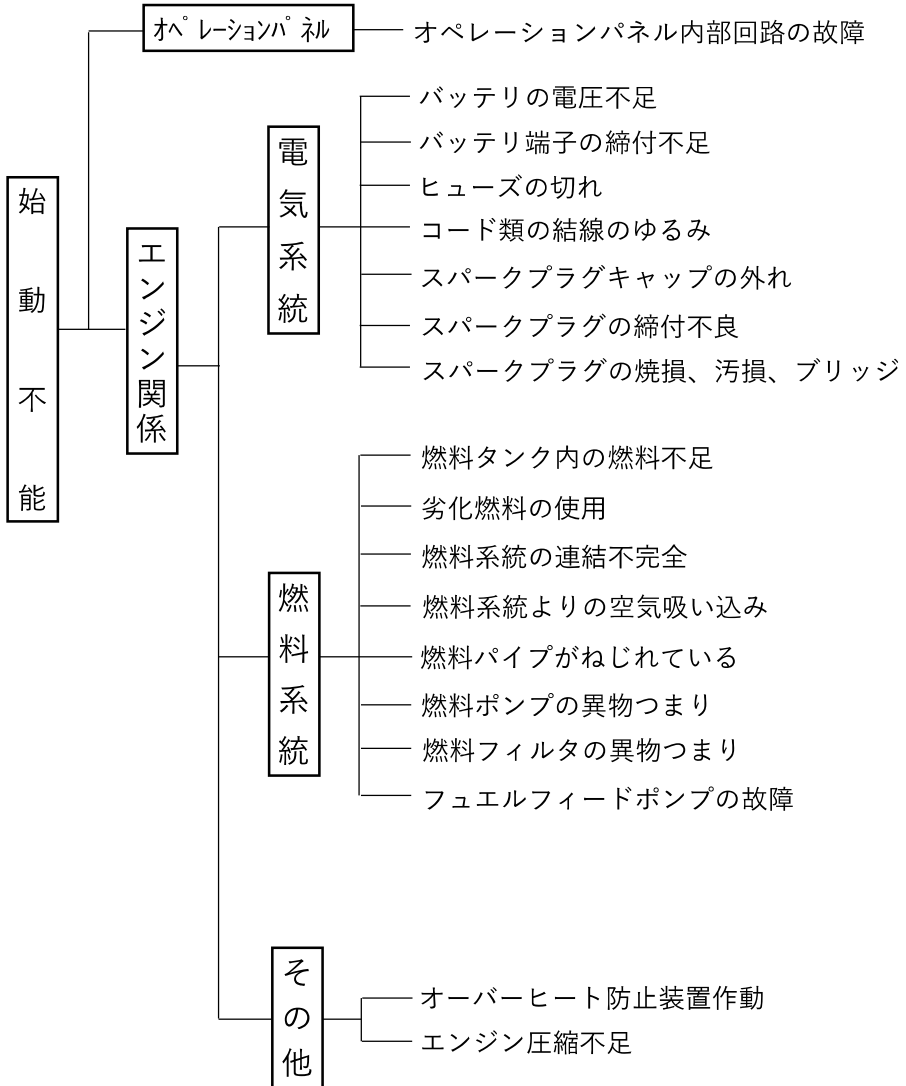 始動不能
ｵﾍﾟﾚｰｼｮﾝﾊﾟﾈﾙ
オペレーションパネル内部回路の故障
エンジン関係
電気系統
バッテリの電圧不足
バッテリ端子の締付不足
ヒューズの切れ
コード類の結線のゆるみ
スパークプラグキャップの外れ
スパークプラグの締付不良
スパークプラグの焼損、汚損、ブリッジ
燃料系統
燃料タンク内の燃料不足
劣化燃料の使用
燃料系統の連結不完全
燃料系統よりの空気吸い込み
燃料パイプがねじれている
燃料ポンプの異物つまり
燃料フィルタの異物つまり
フュエルフィードポンプの故障
その他
オーバーヒート防止装置作動
エンジン圧縮不足